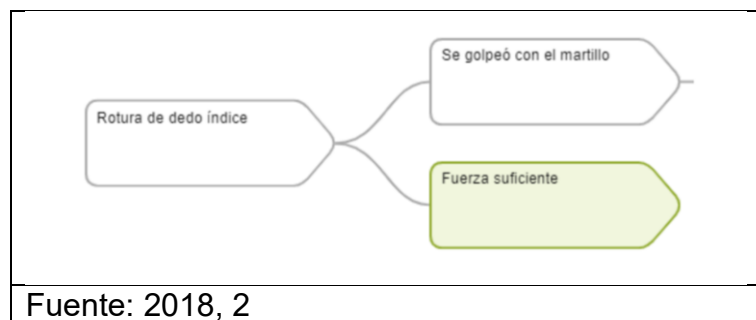 Se golpeó con el martillo
Rotura de dedo índice
Fuerza suficiente
Fuente: 2018, 2